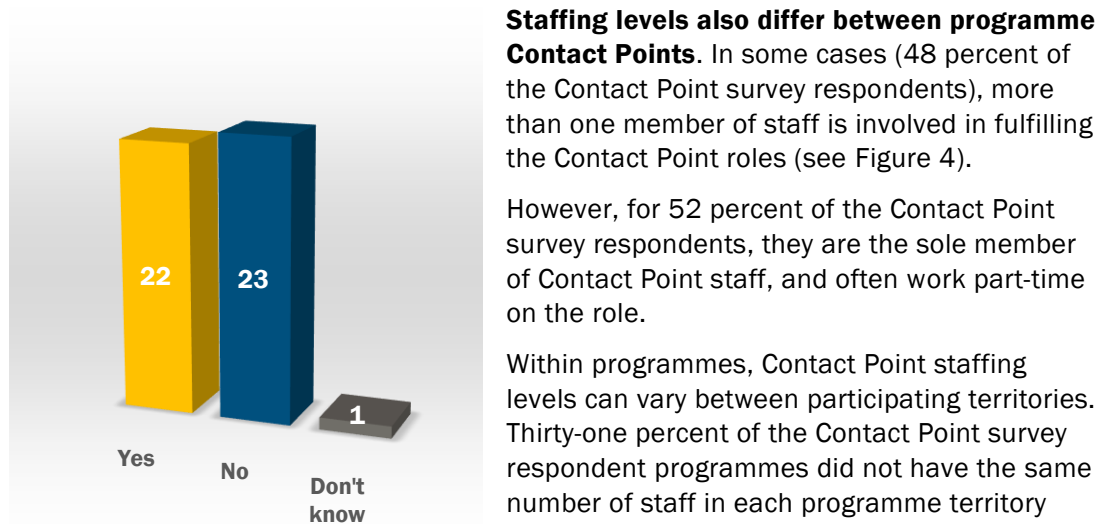 22
23
1
Yes
No
Don't
know
Staffing levels also differ between programme
Contact Points. In some cases (48 percent of
the Contact Point survey respondents), more
than one member of staff is involved in fulfilling
the Contact Point roles (see Figure 4).
However, for 52 percent of the Contact Point
survey respondents, they are the sole member
of Contact Point staff, and often work part-time
on the role.
Within programmes, Contact Point staffing
levels can vary between participating territories.
Thirty-one percent of the Contact Point survey
respondent programmes did not have the same
number of staff in each programme territory